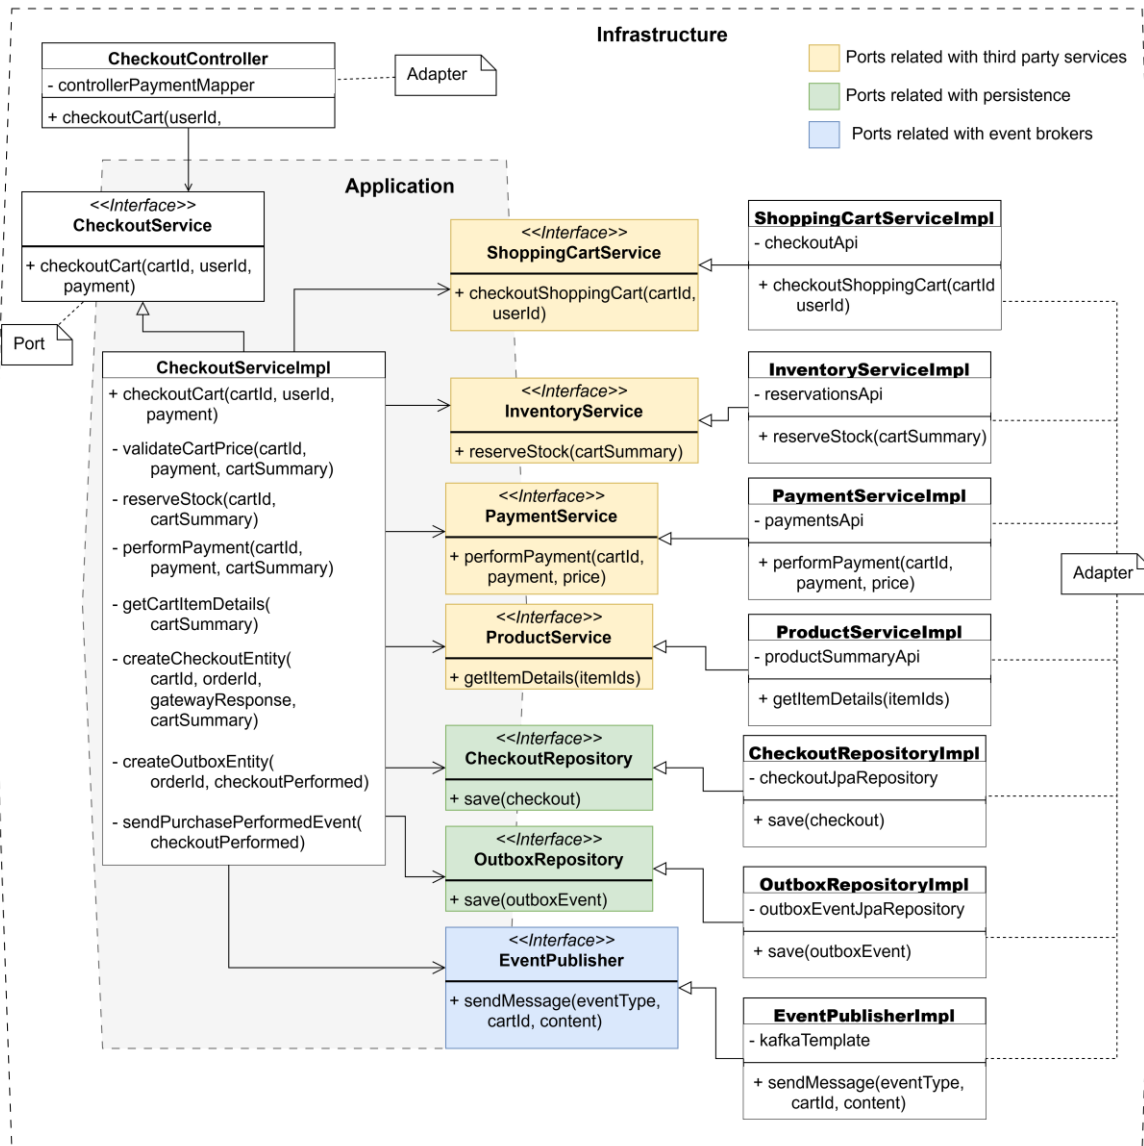 Infrastructure
CheckoutController
- controllerPaymentMapper
+ checkoutCart(userId,
Adapter
Ports related with third party services
Ports related with persistence
Ports related with event brokers
Application
<<Interface>>
CheckoutService
+ checkoutCart(cartId, userId,
payment)
Port
CheckoutServiceImpl
+ checkoutCart(cartId, userId,
payment)
- validateCartPrice(cartId,
payment, cartSummary)
- reserveStock(cartId,
cartSummary)
- performPayment(cartId,
payment, cartSummary)
- getCartItemDetails(
cartSummary)
- createCheckoutEntity(
cartId, orderId,
gatewayResponse,
cartSummary)
- createOutboxEntity(
orderId, checkoutPerformed)
- sendPurchasePerformedEvent(
checkoutPerformed)
<<Interface>>
ShoppingCartService
+ checkoutShoppingCart(cartId,
userId)
<<Interface>>
InventoryService
+ reserveStock(cartSummary)
<<Interface>>
PaymentService
+ performPayment(cartId,
payment, price)
<<Interface>>
ProductService
+ getItemDetails(itemIds)
<<Interface>>
CheckoutRepository
+ save(checkout)
<<Interface>>
OutboxRepository
+ save(outboxEvent)
<<Interface>>
EventPublisher
+ sendMessage(eventType,
cartId, content)
ShoppingCartServiceImpl
- checkoutApi
+ checkoutShoppingCart(cartId
userId)
InventoryServiceImpl
- reservationsApi
+ reserveStock(cartSummary)
PaymentServiceImpl
- paymentsApi
+ performPayment(cartId,
payment, price)
ProductServiceImpl
- productSummaryApi
+ getItemDetails(itemIds)
CheckoutRepositoryImpl
- checkoutJpaRepository
+ save(checkout)
OutboxRepositoryImpl
- outboxEventJpaRepository
+ save(outboxEvent)
EventPublisherImpl
- kafkaTemplate
+ sendMessage(eventType,
cartId, content)
Adapter